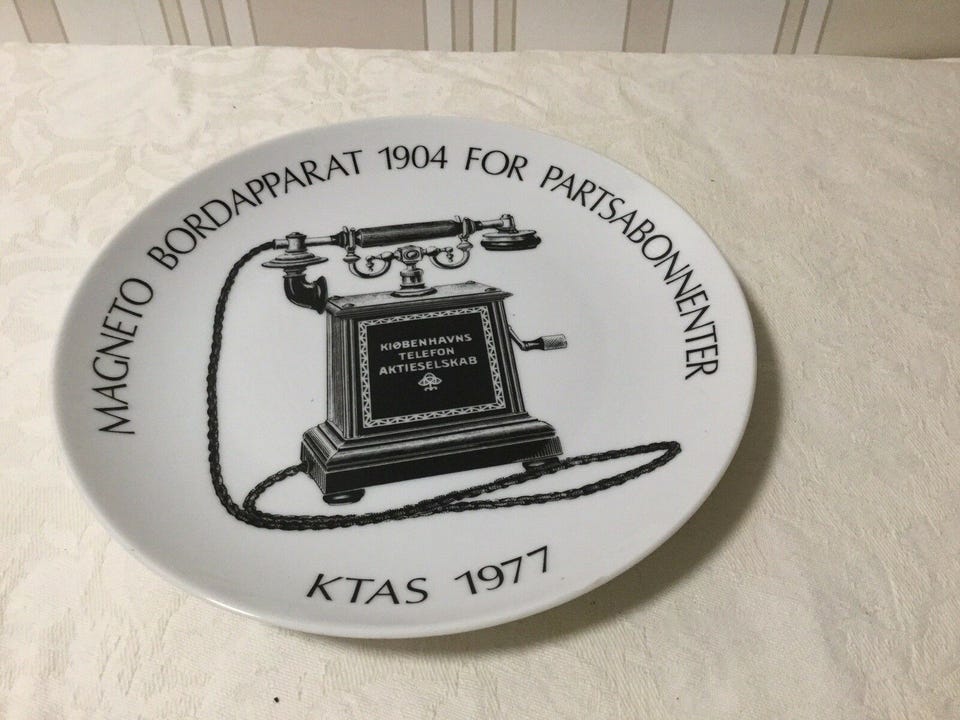 MAGNETO BORDAPPARAT 1904 FOR PARTSABONNENTER
KIØBENHAVNS
TELEFON
AKTIESELSKAB
KTAS 1977